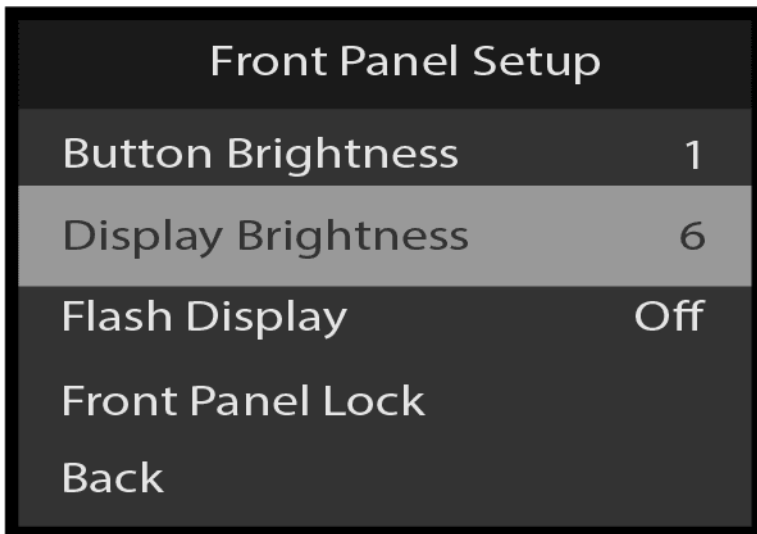 Front Panel Setup
Button Brightness 1
Display Brightness 6
Flash Display Off
Front Panel Lock
Back